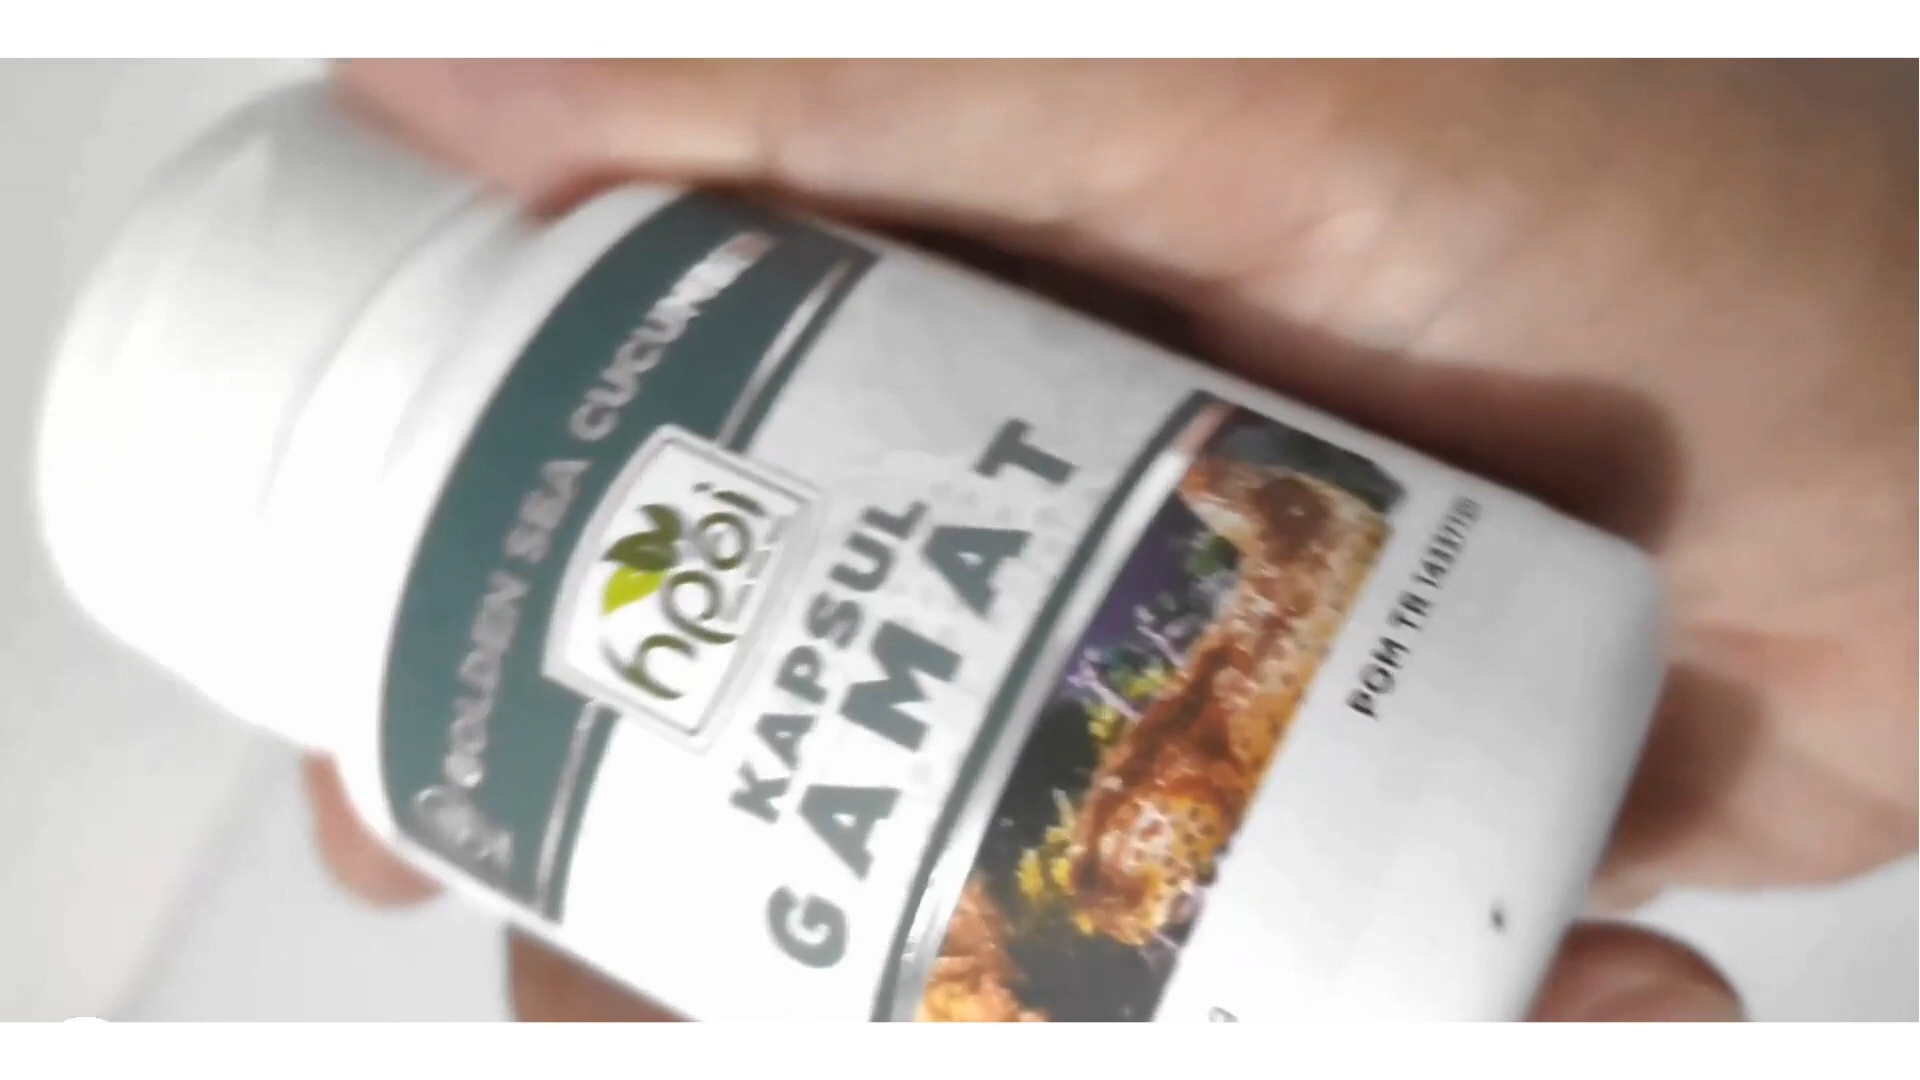 GOLDEN SEA CUCUMBER
hpai
KAPSUL
GAMAT
POM TR